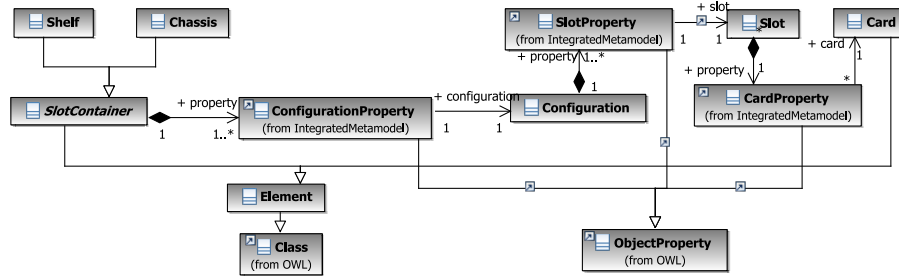 Shelf
Chassis
SlotProperty
(from IntegratedMetamodel)
+ slot
1
1
Slot
Card
+ property
1..*
1
*
1
+ property
+ card
1
*
SlotContainer
1
+ property
1..*
ConfigurationProperty
(from IntegratedMetamodel)
+ configuration
1
1
Configuration
CardProperty
(from IntegratedMetamodel)
Element
Class
(from OWL)
ObjectProperty
(from OWL)